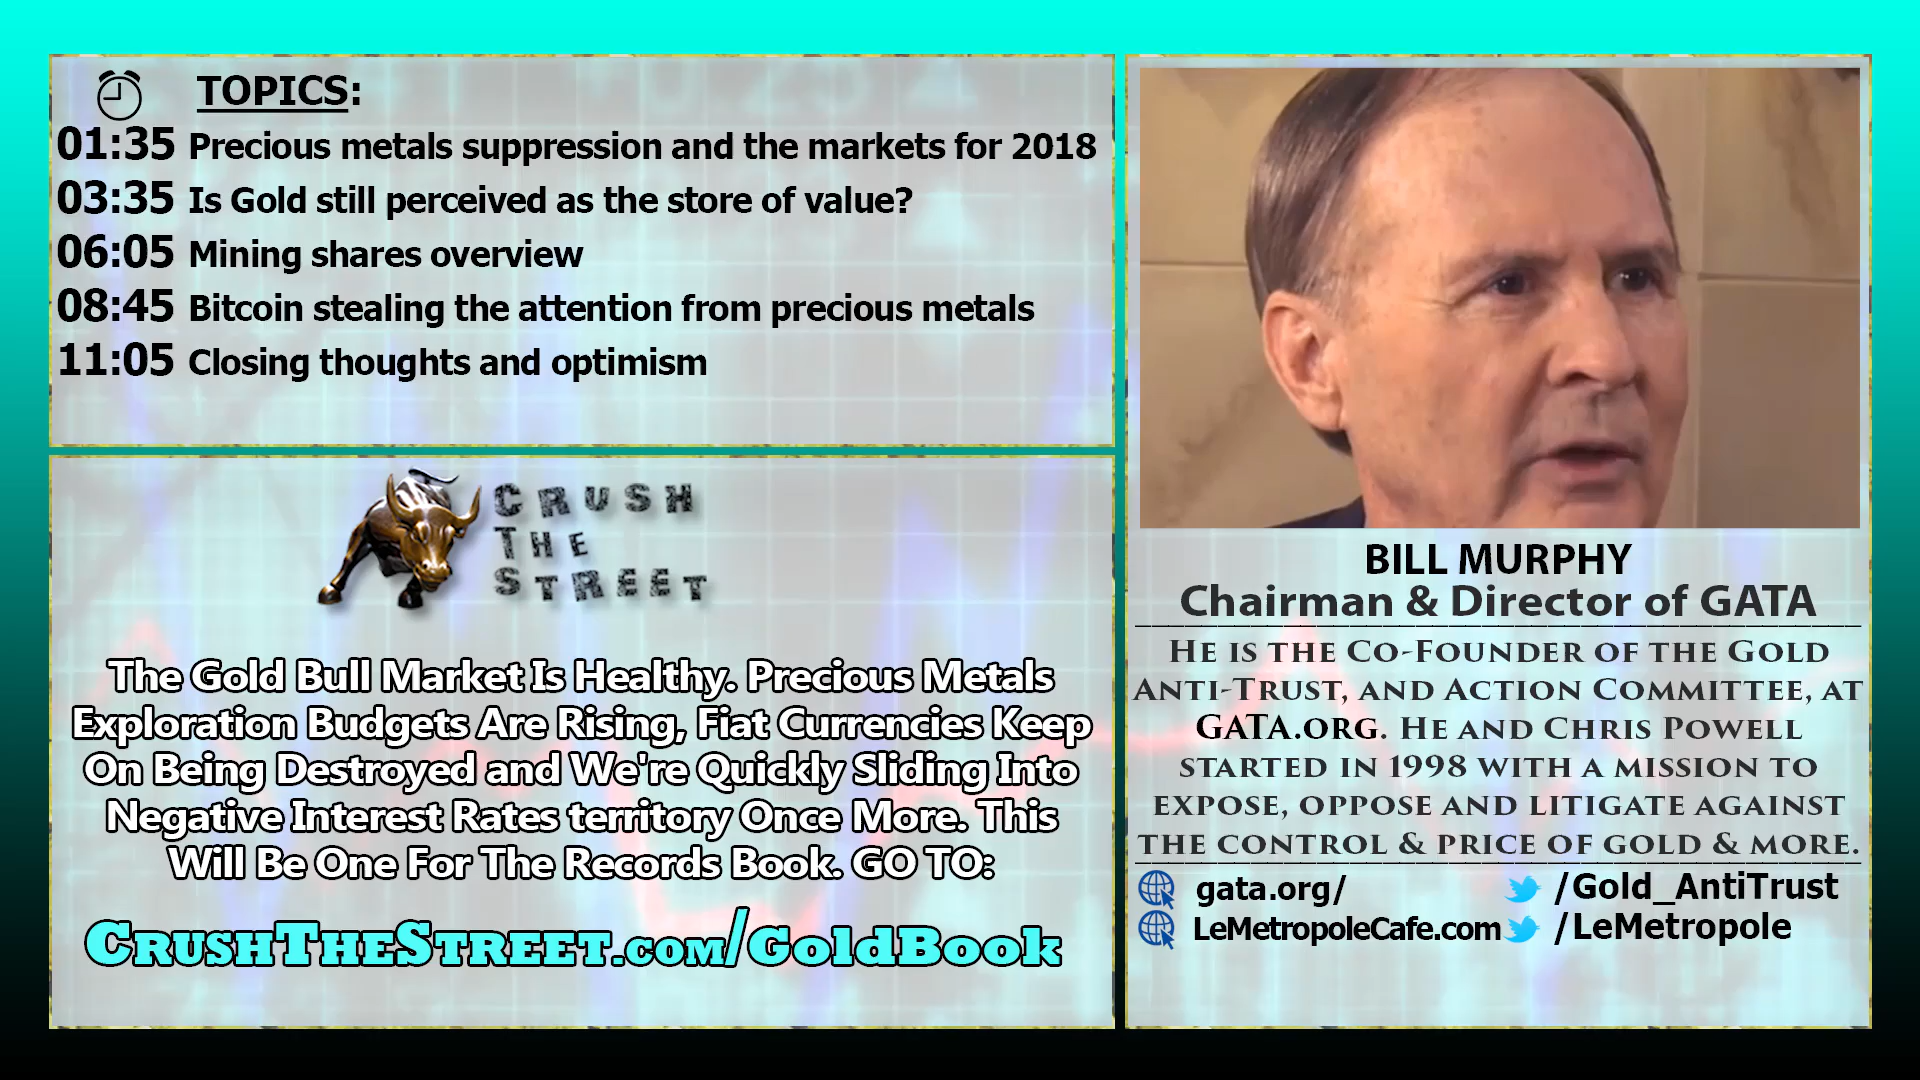 TOPICS:
01:35 Precious metals suppression and the markets for 2018
03:35 Is Gold still perceived as the store of value?
06:05 Mining shares overview
08:45 Bitcoin stealing the attention from precious metals
11:05 Closing thoughts and optimism
CRUSH
THE
STREET
The Gold Bull Market Is Healthy. Precious Metals
Exploration Budgets Are Rising, Fiat Currencies Keep
On Being Destroyed and We're Quickly Sliding Into
Negative Interest Rates territory Once More. This
Will Be One For The Records Book. GO TO:
CRUSHTHESTREET.COM/GoldBook
BILL MURPHY
Chairman & Director of GATA
HE IS THE CO-FOUNDER OF THE GOLD
ANTI-TRUST, AND ACTION COMMITTEE, AT
GATA.ORG. HE AND CHRIS POWELL
STARTED IN 1998 WITH A MISSION TO
EXPOSE, OPPOSE AND LITIGATE AGAINST
THE CONTROL & PRICE OF GOLD & MORE.
gata.org/ /Gold_AntiTrust
LeMetropoleCafe.com /LeMetropole